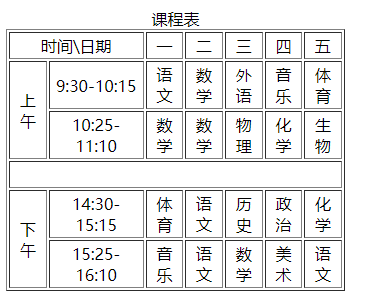 课程表
时间\日期 一 二 三 四 五
上午 9:30-10:15 语文 数学 外语 音乐 体育
10:25-11:10 数学 数学 物理 化学 生物
下午 14:30-15:15 体育 语文 历史 政治 化学
15:25-16:10 音乐 语文 数学 美术 语文